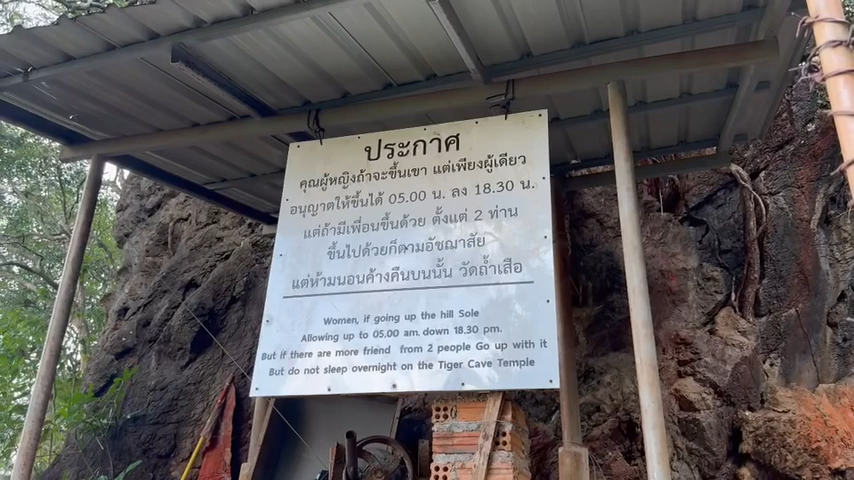 ประกาศ
คุณผู้หญิงถ้าจะขึ้นเขา แต่เพียงผู้เดียว
อนุญาตให้ขึ้นได้ 05.00 น. ลง 18.30 น.
แต่ถ้ามีเพื่อนขึ้นด้วย ตั้งแต่ 2 ท่าน
ขึ้นไปด้วยก็ตามอัชฌาสัย
แต่ห้ามนอนค้างคืนบนนั้น วัดถ้ำเสือ
Women, if going up the hill Sole
Allowing up to 05.00 am. down 18.30 pm.
But if there are more friend from 2 people Go up with it
But do not sleep overnight on the Tiger Cave Temple